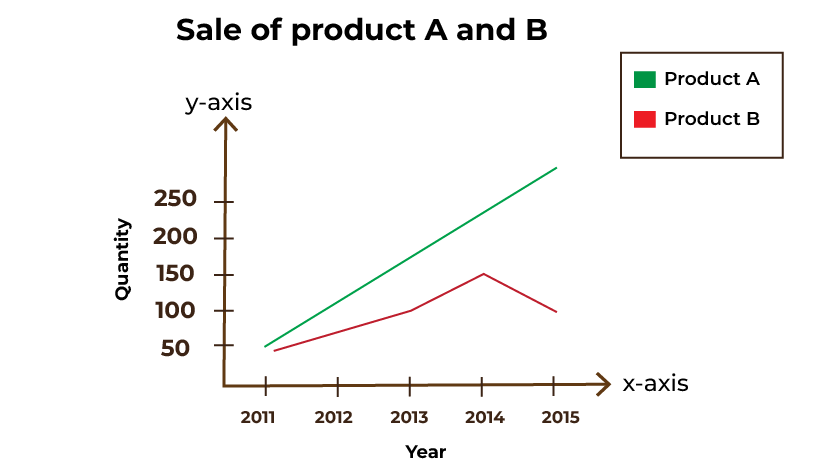 Sale of product A and B
Product A
Product B
y-axis
250
200
150
100
50
Quantity
x-axis
2011 2012 2013 2014 2015
Year